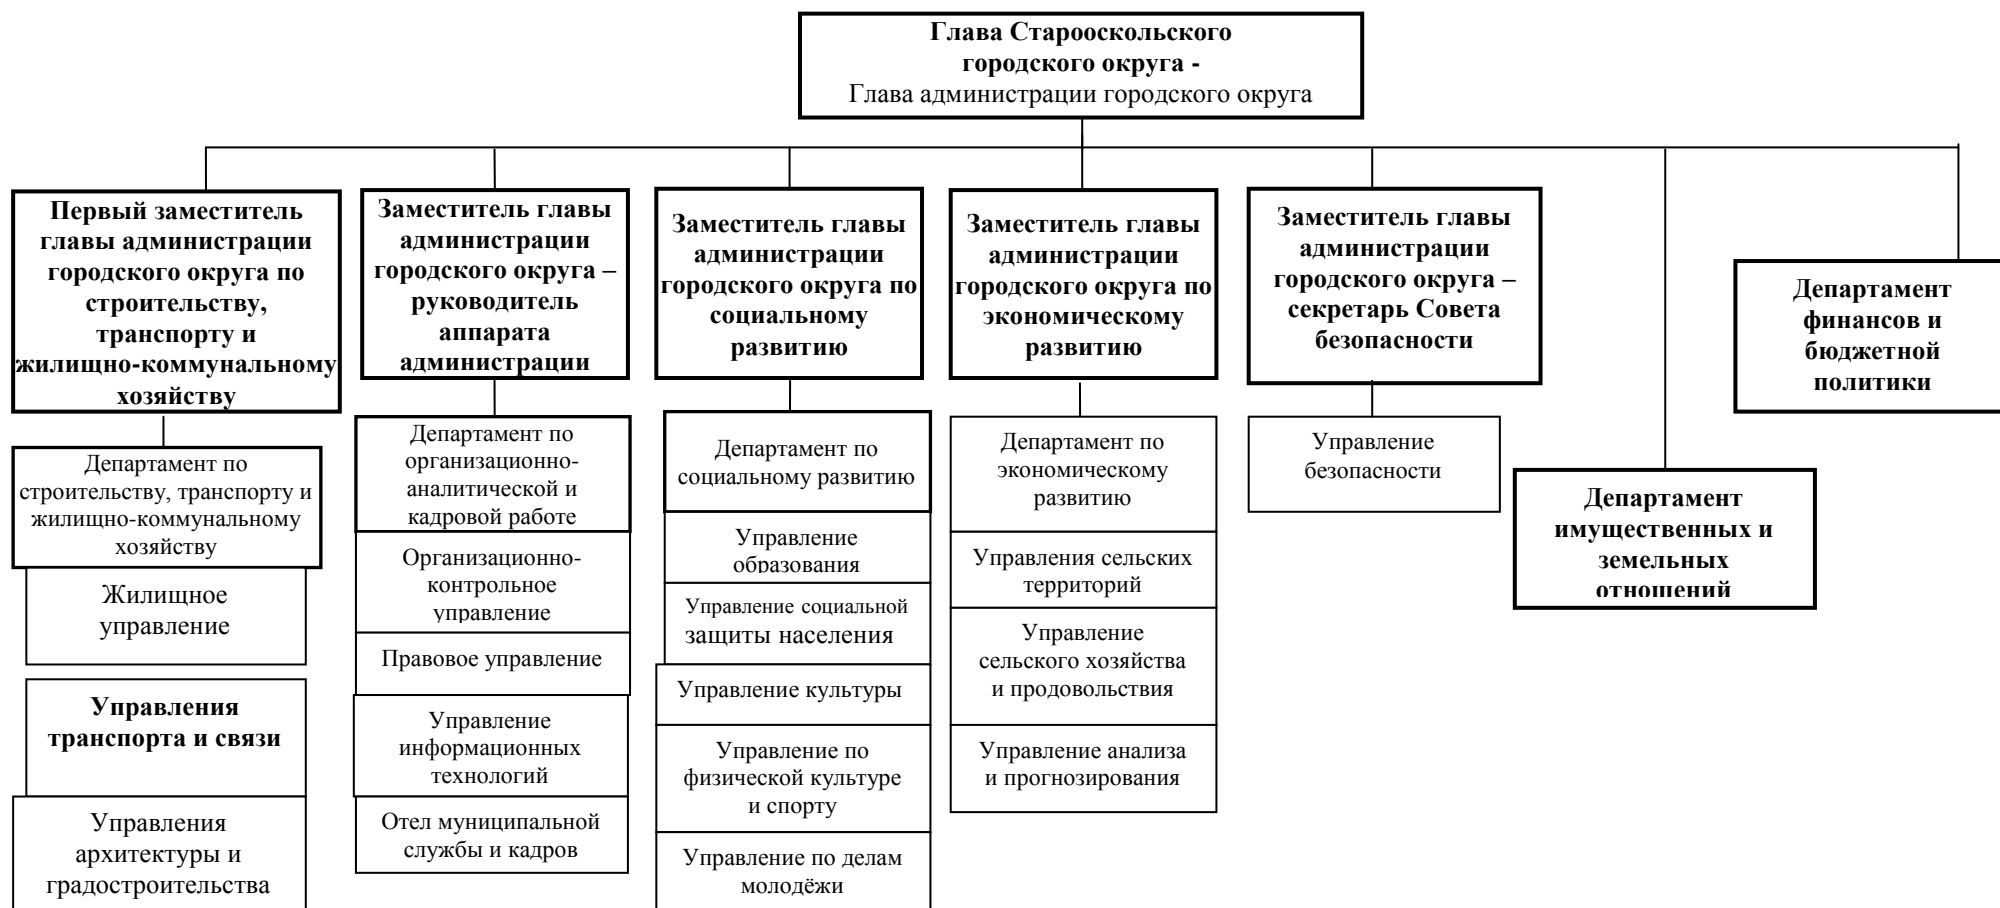 Глава Старооскольского
городского округа -
Глава администрации городского округа
Первый заместитель
главы администрации
городского округа по
строительству,
транспорту и
жилищно-коммунальному
хозяйству
Заместитель главы
администрации
городского округа –
руководитель
аппарата
администрации
Заместитель главы
администрации
городского округа по
социальному
развитию
Заместитель главы
администрации
городского округа по
экономическому
развитию
Заместитель главы
администрации
городского округа –
секретарь Совета
безопасности
Департамент
финансов и
бюджетной
политики
Департамент
имущественных и
земельных
отношений
Департамент по
строительству, транспорту и
жилищно-коммунальному
хозяйству
Жилищное
управление
Управления
транспорта и связи
Управления
архитектуры и
градостроительства
Департамент по
организационно-
аналитической и
кадровой работе
Организационно-
контрольное
управление
Правовое управление
Управление
информационных
технологий
Отел муниципальной
службы и кадров
Департамент по
социальному развитию
Управление
образования
Управление социальной
защиты населения
Управление культуры
Управление по
физической культуре
и спорту
Управление по делам
молодёжи
Департамент по
экономическому
развитию
Управления сельских
территорий
Управление
сельского хозяйства
и продовольствия
Управление анализа
и прогнозирования
Управление
безопасности